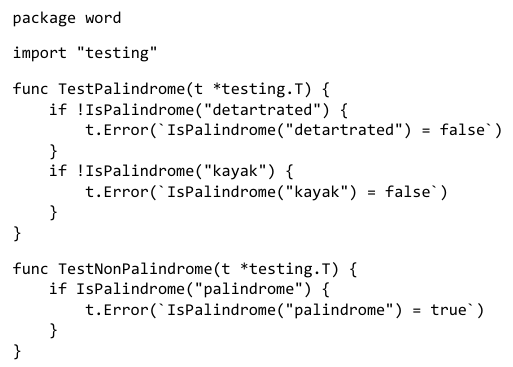 package word
import "testing"
func TestPalindrome(t *testing.T) {
    if !IsPalindrome("detartrated") {
        t.Error(`IsPalindrome("detartrated") = false`)
    }
    if !IsPalindrome("kayak") {
        t.Error(`IsPalindrome("kayak") = false`)
    }
}
func TestNonPalindrome(t *testing.T) {
    if IsPalindrome("palindrome") {
        t.Error(`IsPalindrome("palindrome") = true`)
    }
}